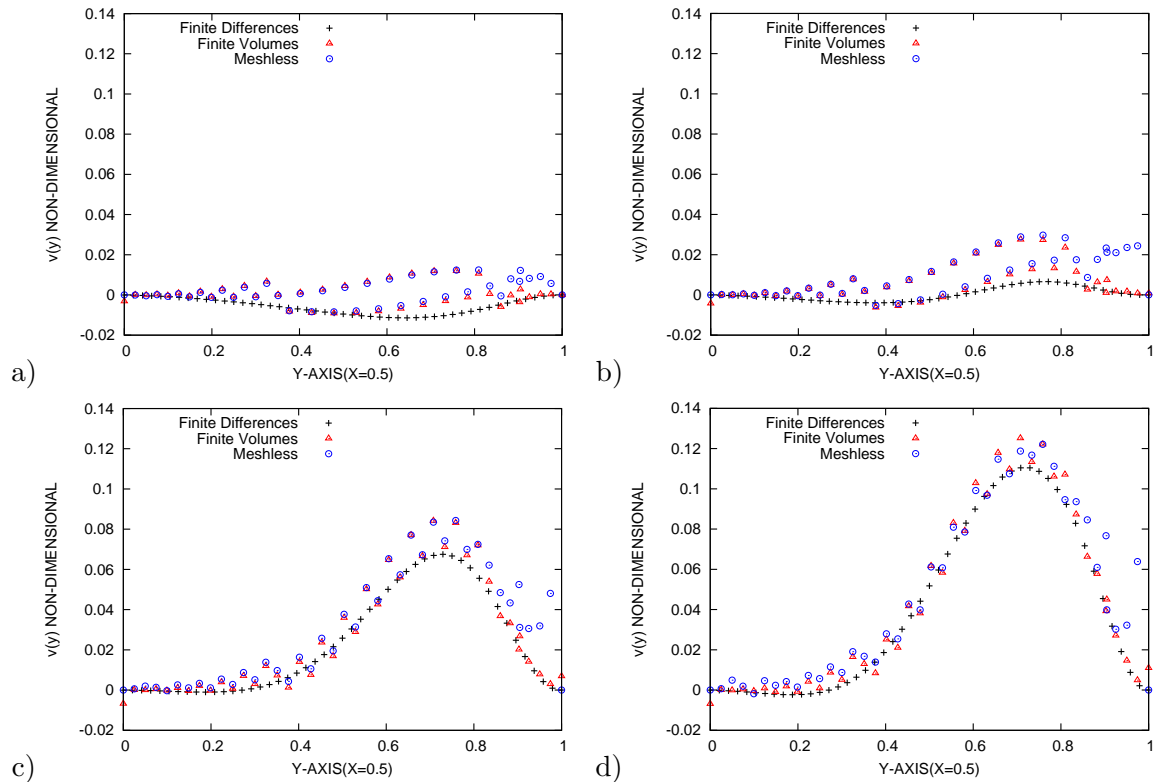 Finite Differences
Finite Volumes
Meshless
0.14
0.12
0.1
0.08
0.06
0.04
0.02
0
-0.02
v(y) NON-DIMENSIONAL
0 0.2 0.4 0.6 0.8 1
Y-AXIS(X=0.5)
a)
Finite Differences
Finite Volumes
Meshless
0.14
0.12
0.1
0.08
0.06
0.04
0.02
0
-0.02
v(y) NON-DIMENSIONAL
0 0.2 0.4 0.6 0.8 1
Y-AXIS(X=0.5)
b)
Finite Differences
Finite Volumes
Meshless
0.14
0.12
0.1
0.08
0.06
0.04
0.02
0
-0.02
v(y) NON-DIMENSIONAL
0 0.2 0.4 0.6 0.8 1
Y-AXIS(X=0.5)
c)
Finite Differences
Finite Volumes
Meshless
0.14
0.12
0.1
0.08
0.06
0.04
0.02
0
-0.02
v(y) NON-DIMENSIONAL
0 0.2 0.4 0.6 0.8 1
Y-AXIS(X=0.5)
d)